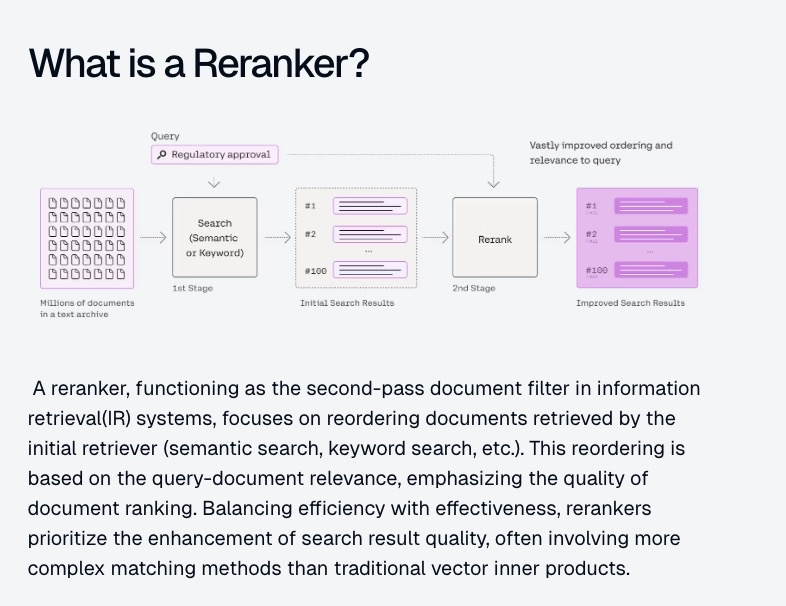 What is a Reranker?
Query
Regulatory approval
Vastly improved ordering and
relevance to query
Search
(Semantic
or Keyword)
#1
#2
...
#100
Rerank
#1
#2
...
#100
Millions of documents
in a text archive
1st Stage
Initial Search Results
2nd Stage
Improved Search Results
A reranker, functioning as the second-pass document filter in information
retrieval(IR) systems, focuses on reordering documents retrieved by the
initial retriever (semantic search, keyword search, etc.). This reordering is
based on the query-document relevance, emphasizing the quality of
document ranking. Balancing efficiency with effectiveness, rerankers
prioritize the enhancement of search result quality, often involving more
complex matching methods than traditional vector inner products.